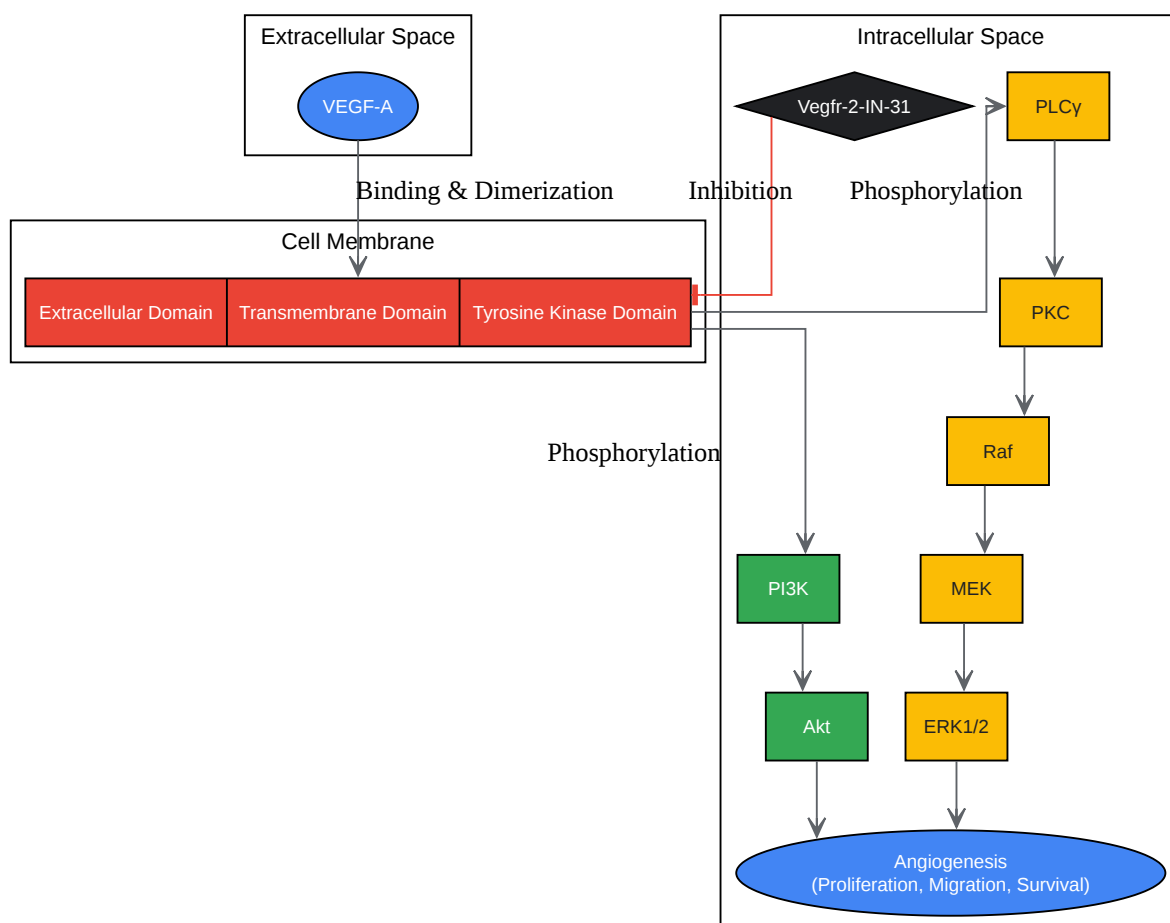 Extracellular Space
Intracellular Space
VEGF-A
Vegfr-2-IN-31
PLCγ
Binding & Dimerization
Inhibition
Phosphorylation
Cell Membrane
Extracellular Domain
Transmembrane Domain
Tyrosine Kinase Domain
PKC
Raf
Phosphorylation
PI3K
MEK
Akt
ERK1/2
Angiogenesis
(Proliferation, Migration, Survival)